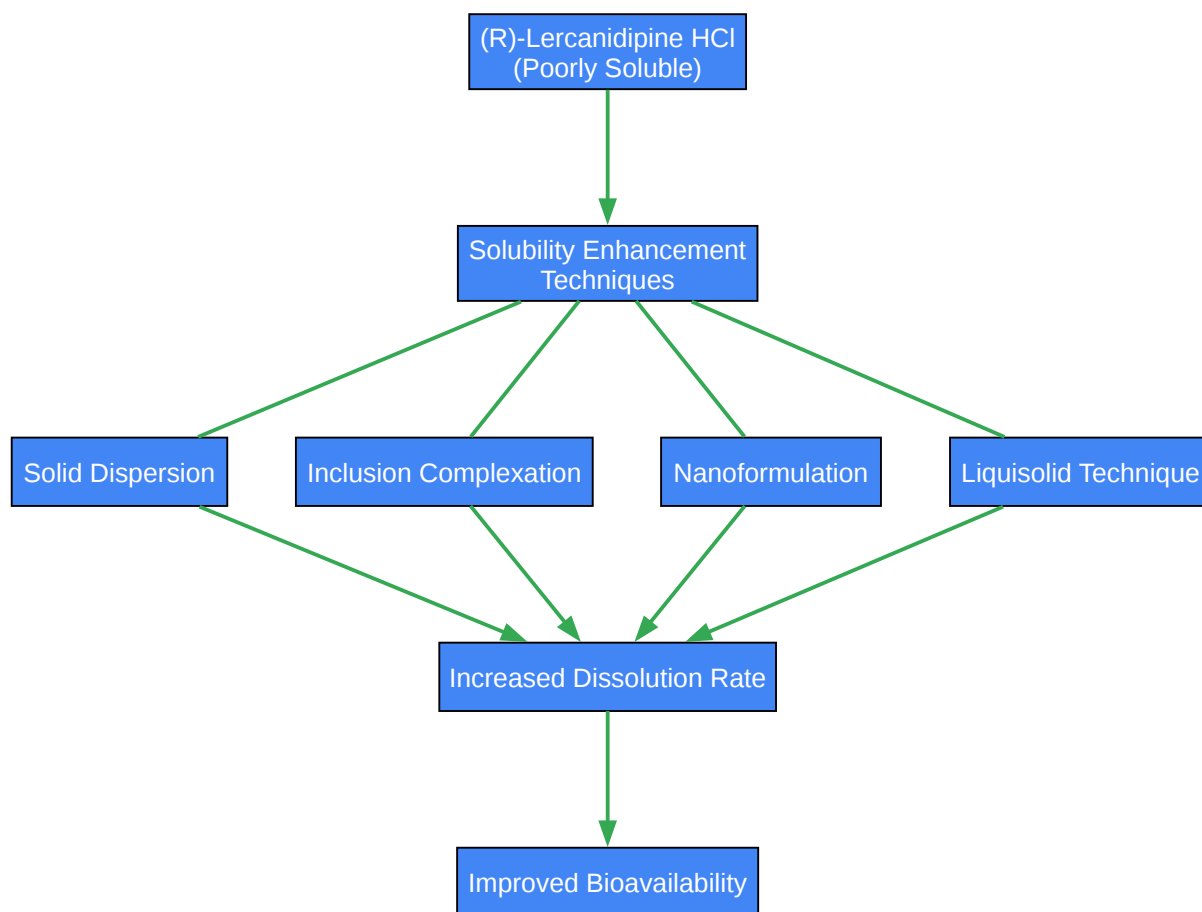 (R)-Lercanidipine HCl
(Poorly Soluble)
Solubility Enhancement
Techniques
Solid Dispersion
Inclusion Complexation
Nanoformulation
Liquisolid Technique
Increased Dissolution Rate
Improved Bioavailability